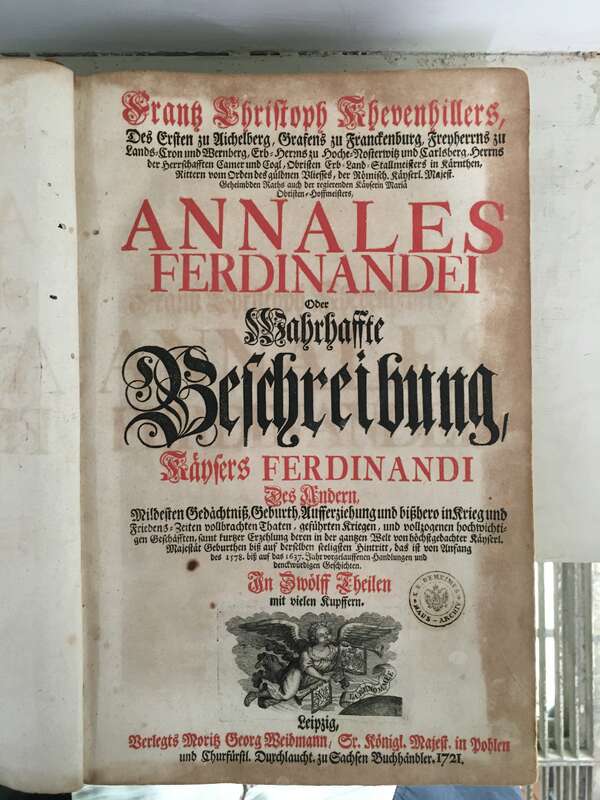 Frantz Christoph Khevenhillers,
Des Ersten zu Aichelberg, Grafens zu Franckenburg, Freyherrns zu
Lands-Cron und Wernberg, Erb-Herrns zu Hoche-Nosterwitz und Carlsberg, Herrns
der Herrschafften Camer und Cogl, Obristen Erb-Land-Stallmeisters in Kärnthen,
Rittern vom Orden des güldnen Vliesses, der Römisch. Käyserl. Majest.
Geheimbden Raths auch der regierenden Käyserin Mariä
Obristen-Hoffmeisters,
ANNALES
FERDINANDEI
Oder
Wahrhaffte
Beschreibung,
Käysers FERDINANDI
Des Andern,
Mildesten Gedächtniß, Geburth, Aufferziehung und bißhero in Krieg und
Friedens-Zeiten vollbrachten Thaten, geführten Kriegen, und vollzogenen hochwichti-
gen Geschäfften, samt kurtzer Erzehlung deren in der gantzen Welt von höchstgedachter Käyserl.
Majestät Geburthen biß auf derselben seeligsten Hintritt, das ist von Anfang
des 1578. biß auf das 1637. Jahr vorgelauffenen Handlungen und
denckwürdigen Geschichten.
In Zwölff Theilen
mit vielen Kupffern.
K.K. GEHEIMES
HAUS-ARCHIV
LA RENOMMÉE
Leipzig,
Verlegts Moritz Georg Weidmann, Sr. Königl. Majest. in Pohlen
und Churfürstl. Durchlaucht. zu Sachsen Buchhändler. 1721.